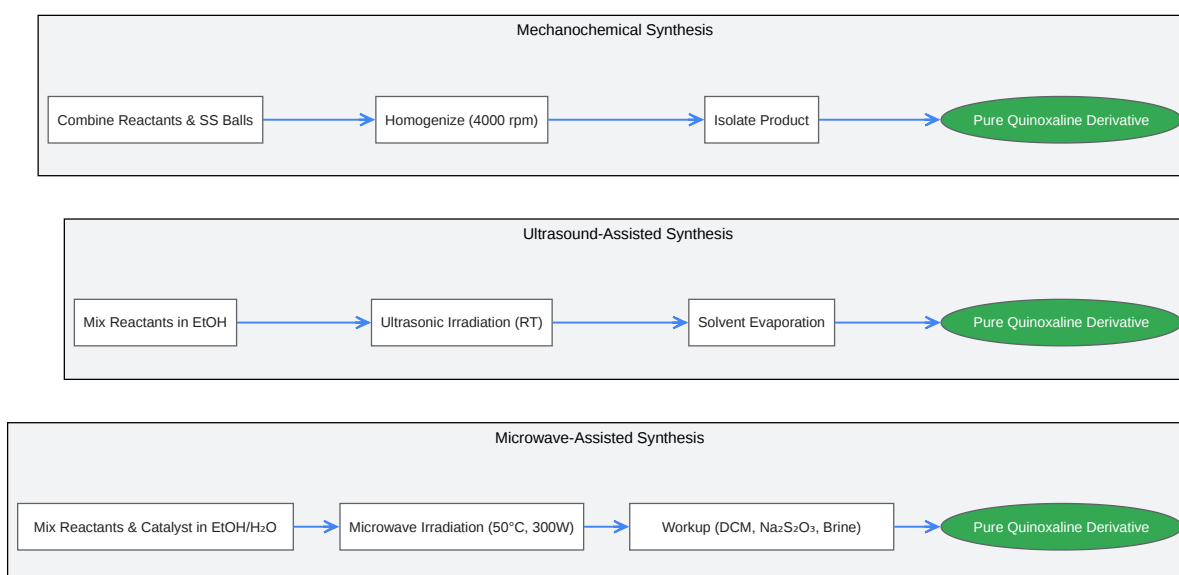 Mechanochemical Synthesis
Combine Reactants & SS Balls
Homogenize (4000 rpm)
Isolate Product
Pure Quinoxaline Derivative
Ultrasound-Assisted Synthesis
Mix Reactants in EtOH
Ultrasonic Irradiation (RT)
Solvent Evaporation
Pure Quinoxaline Derivative
Microwave-Assisted Synthesis
Mix Reactants & Catalyst in EtOH/H₂O
Microwave Irradiation (50°C, 300W)
Workup (DCM, Na₂S₂O₃, Brine)
Pure Quinoxaline Derivative